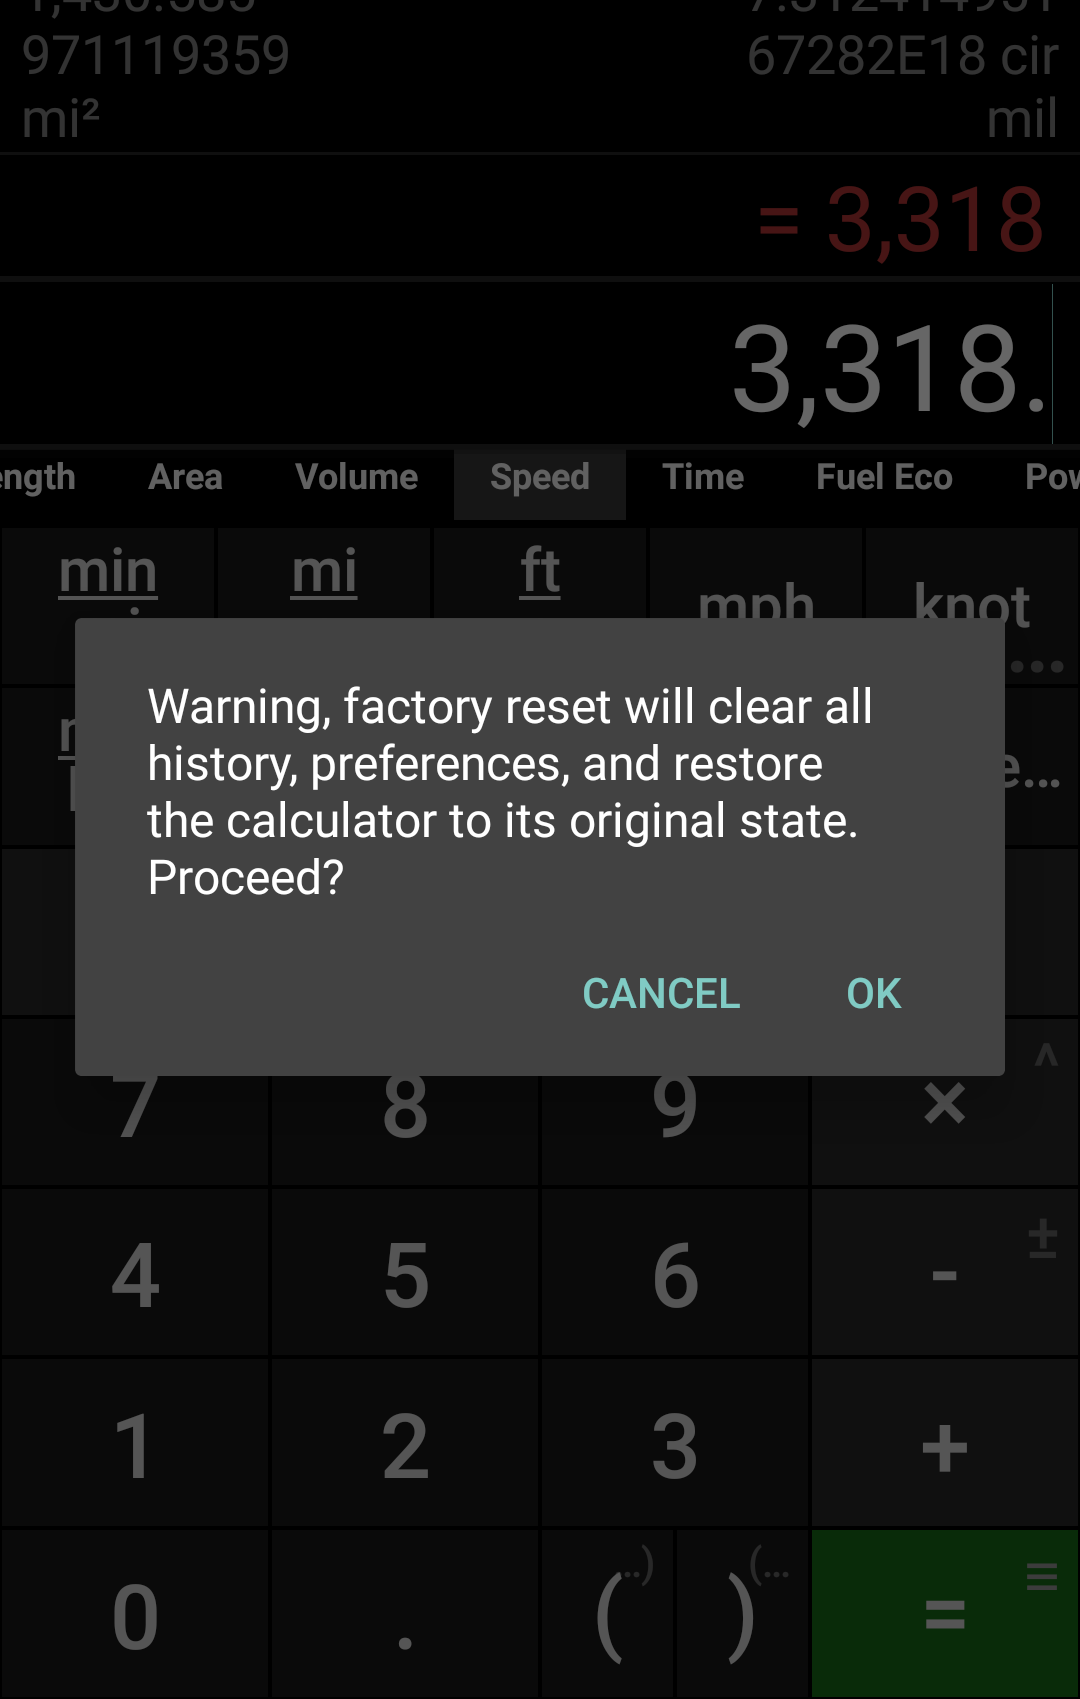 971119359
67282E18 cir
mi²
mil
= 3,318
3,318.
ength Area Volume Speed Time Fuel Eco Pow
min mi ft
mph knot
...
e...
Warning, factory reset will clear all
history, preferences, and restore
the calculator to its original state.
Proceed?
CANCEL OK
^
7 8 9 ×
±
4 5 6 -
1 2 3 +
..) (... ≡
0 . ( ) =